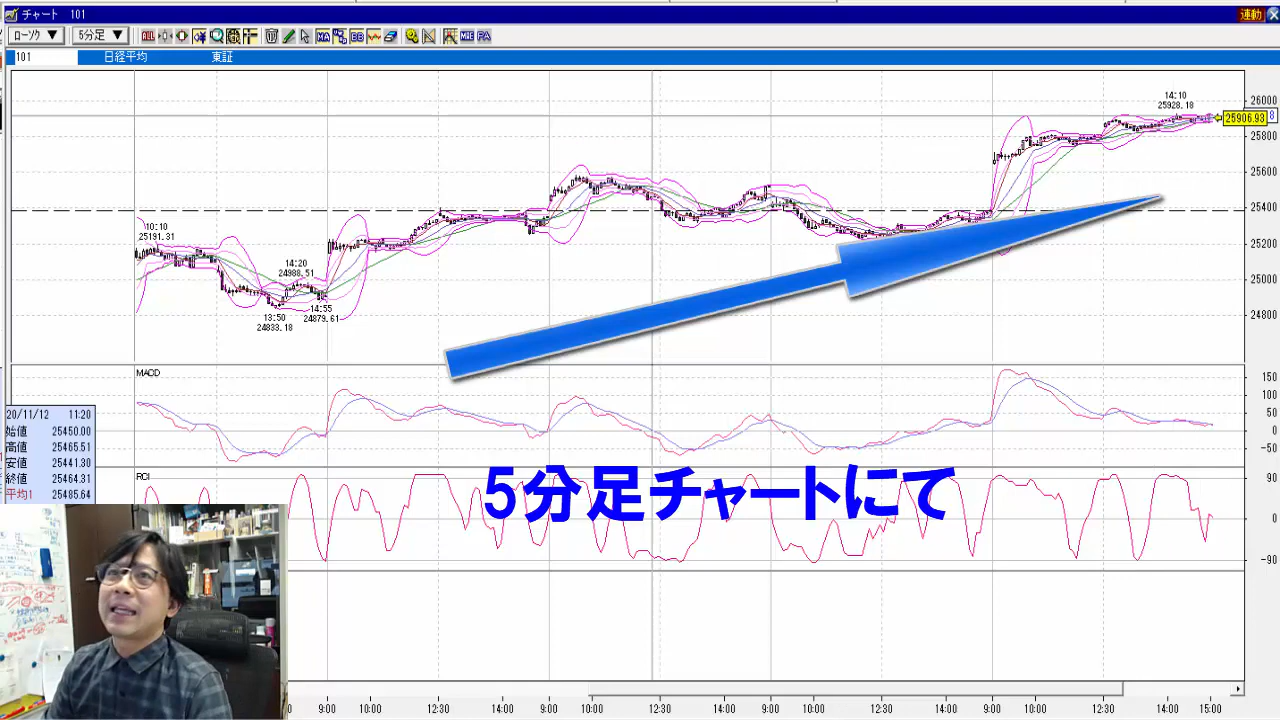 チャート 101
連動
ローソク ▼ 5分足 ▼
101 日経平均 東証
14:10
25928.18
26000
25906.93 8
25800
25600
25400
25200
25000
24800
10:10
25191.31
14:20
24988.51
13:50
24833.18
14:55
24879.61
MACD
150
100
50
0
-50
20/11/12 11:20
始値 25450.00
高値 25465.51
安値 25441.90
終値 25464.31
平均1 25485.64
RCI
90
0
-90
5分足チャートにて
9:00 10:00 12:30 14:00 9:00 10:00 12:30 14:00 9:00 10:00 12:30 14:00 9:00 10:00 12:30 14:00 15:00